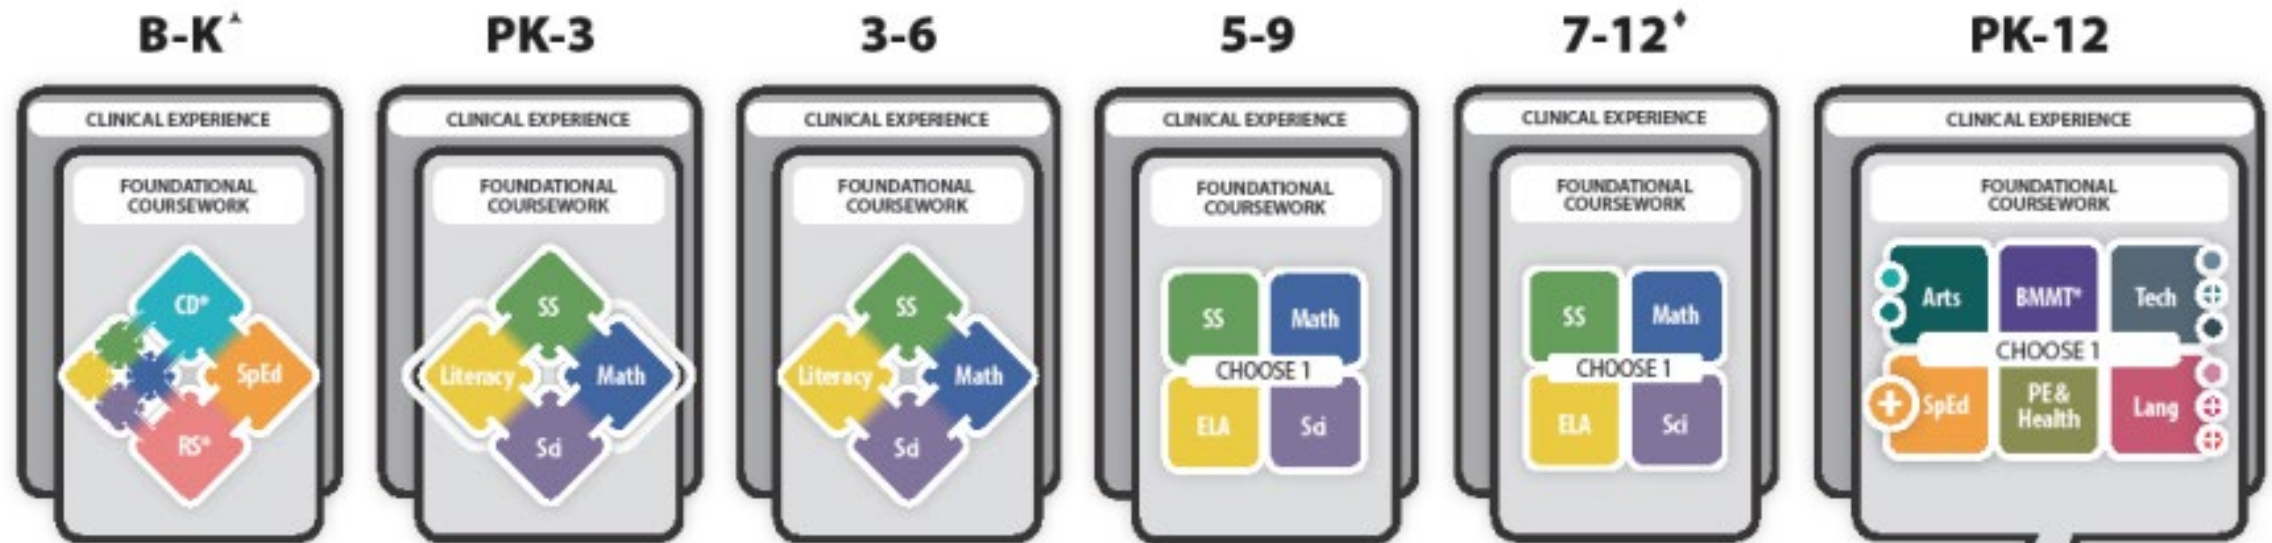 B-K▲
PK-3
3-6
5-9
7-12♦
PK-12
CLINICAL EXPERIENCE
FOUNDATIONAL
COURSEWORK
CD*
SpEd
RS*
CLINICAL EXPERIENCE
FOUNDATIONAL
COURSEWORK
SS
Literacy
Math
Sci
CLINICAL EXPERIENCE
FOUNDATIONAL
COURSEWORK
SS
Literacy
Math
Sci
CLINICAL EXPERIENCE
FOUNDATIONAL
COURSEWORK
SS
Math
CHOOSE 1
ELA
Sci
CLINICAL EXPERIENCE
FOUNDATIONAL
COURSEWORK
SS
Math
CHOOSE 1
ELA
Sci
CLINICAL EXPERIENCE
FOUNDATIONAL
COURSEWORK
Arts
BMMT*
Tech
CHOOSE 1
SpEd
PE &
Health
Lang